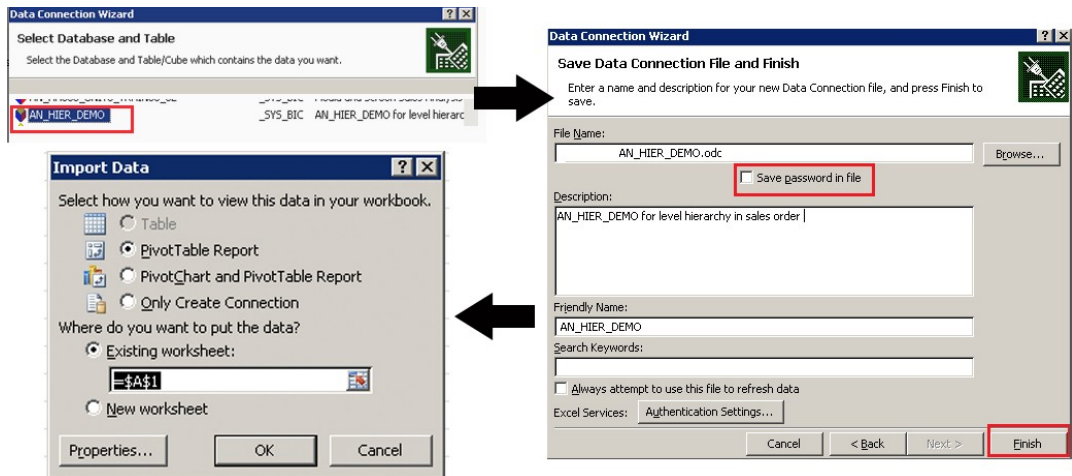 Data Connection Wizard
Select Database and Table
Select the Database and Table/Cube which contains the data you want.
_SYS_BIC
AN_HIER_DEMO _SYS_BIC AN_HIER_DEMO for level hierarc
Data Connection Wizard
Save Data Connection File and Finish
Enter a name and description for your new Data Connection file, and press Finish to
save.
File Name:
AN_HIER_DEMO.odc
Browse...
Save password in file
Description:
AN_HIER_DEMO for level hierarchy in sales order
Friendly Name:
AN_HIER_DEMO
Search Keywords:
Always attempt to use this file to refresh data
Excel Services: Authentication Settings...
Cancel < Back Next > Finish
Import Data
Select how you want to view this data in your workbook.
Table
PivotTable Report
PivotChart and PivotTable Report
Only Create Connection
Where do you want to put the data?
Existing worksheet:
=$A$1
New worksheet
Properties... OK Cancel